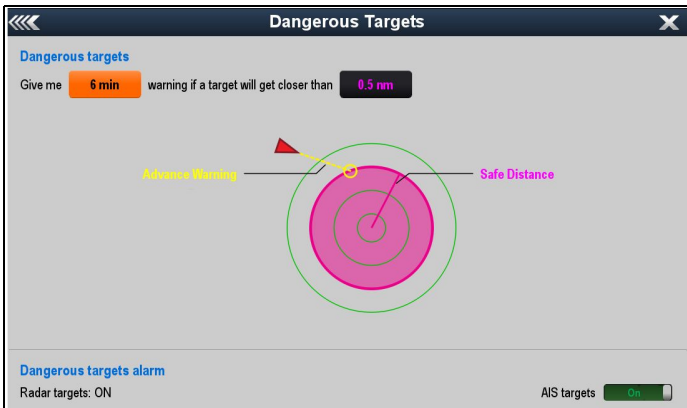 Dangerous Targets
Dangerous targets
Give me 6 min warning if a target will get closer than 0.5 nm
Advance Warning
Safe Distance
Dangerous targets alarm
Radar targets: ON
AIS targets On